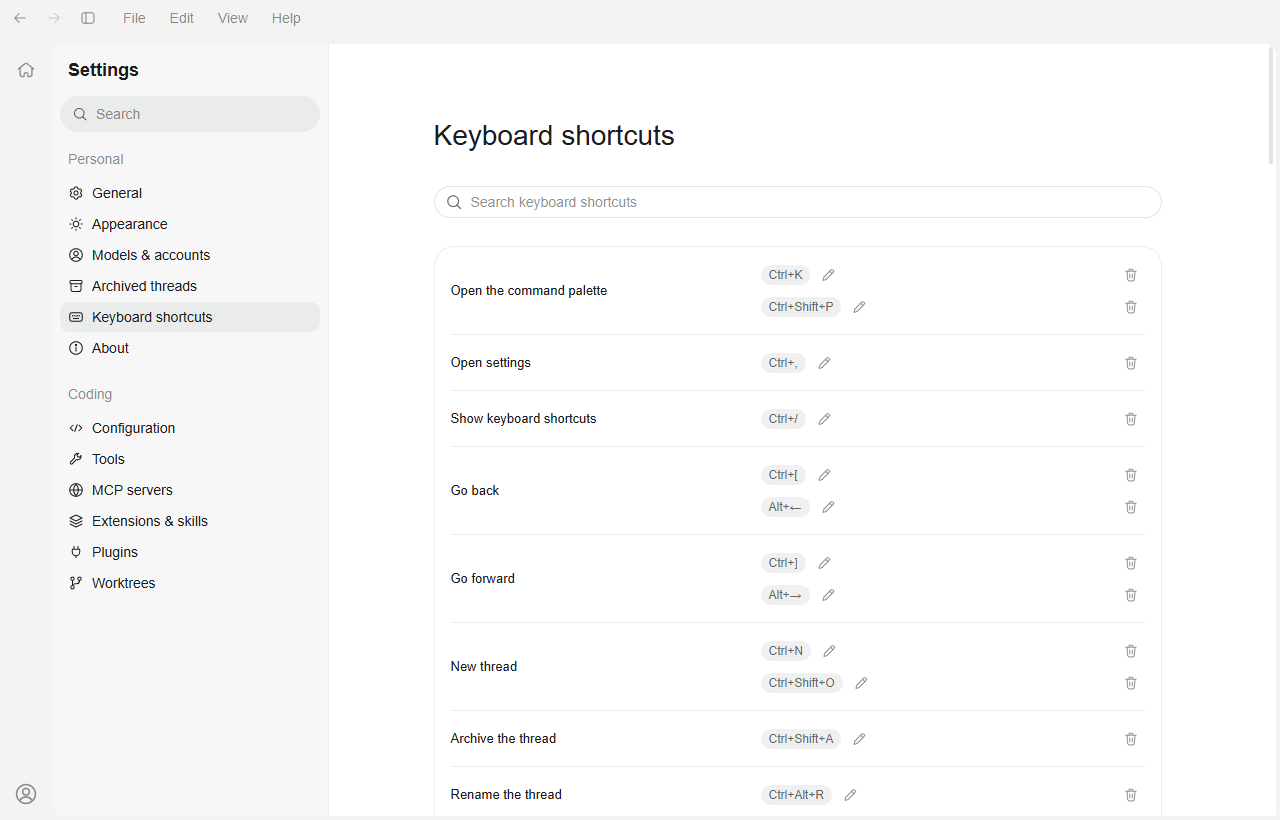 File Edit View Help
Settings
Search
Personal
General
Appearance
Models & accounts
Archived threads
Keyboard shortcuts
About
Coding
Configuration
Tools
MCP servers
Extensions & skills
Plugins
Worktrees
Keyboard shortcuts
Search keyboard shortcuts
Open the command palette
Ctrl+K
Ctrl+Shift+P
Open settings
Ctrl+,
Show keyboard shortcuts
Ctrl+/
Go back
Ctrl+[
Alt+←
Go forward
Ctrl+]
Alt+→
New thread
Ctrl+N
Ctrl+Shift+O
Archive the thread
Ctrl+Shift+A
Rename the thread
Ctrl+Alt+R